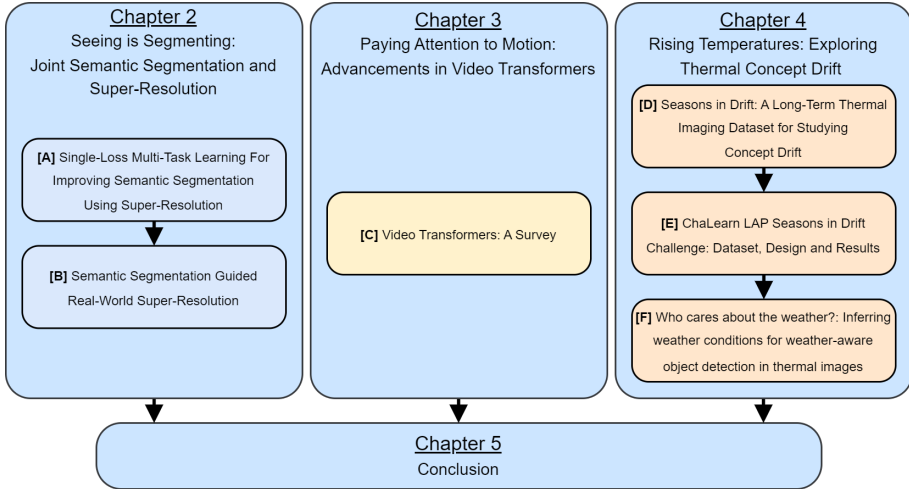 Chapter 2
Seeing is Segmenting:
Joint Semantic Segmentation and
Super-Resolution
[A] Single-Loss Multi-Task Learning For
Improving Semantic Segmentation
Using Super-Resolution
[B] Semantic Segmentation Guided
Real-World Super-Resolution
Chapter 3
Paying Attention to Motion:
Advancements in Video Transformers
[C] Video Transformers: A Survey
Chapter 4
Rising Temperatures: Exploring
Thermal Concept Drift
[D] Seasons in Drift: A Long-Term Thermal
Imaging Dataset for Studying
Concept Drift
[E] ChaLearn LAP Seasons in Drift
Challenge: Dataset, Design and Results
[F] Who cares about the weather?: Inferring
weather conditions for weather-aware
object detection in thermal images
Chapter 5
Conclusion